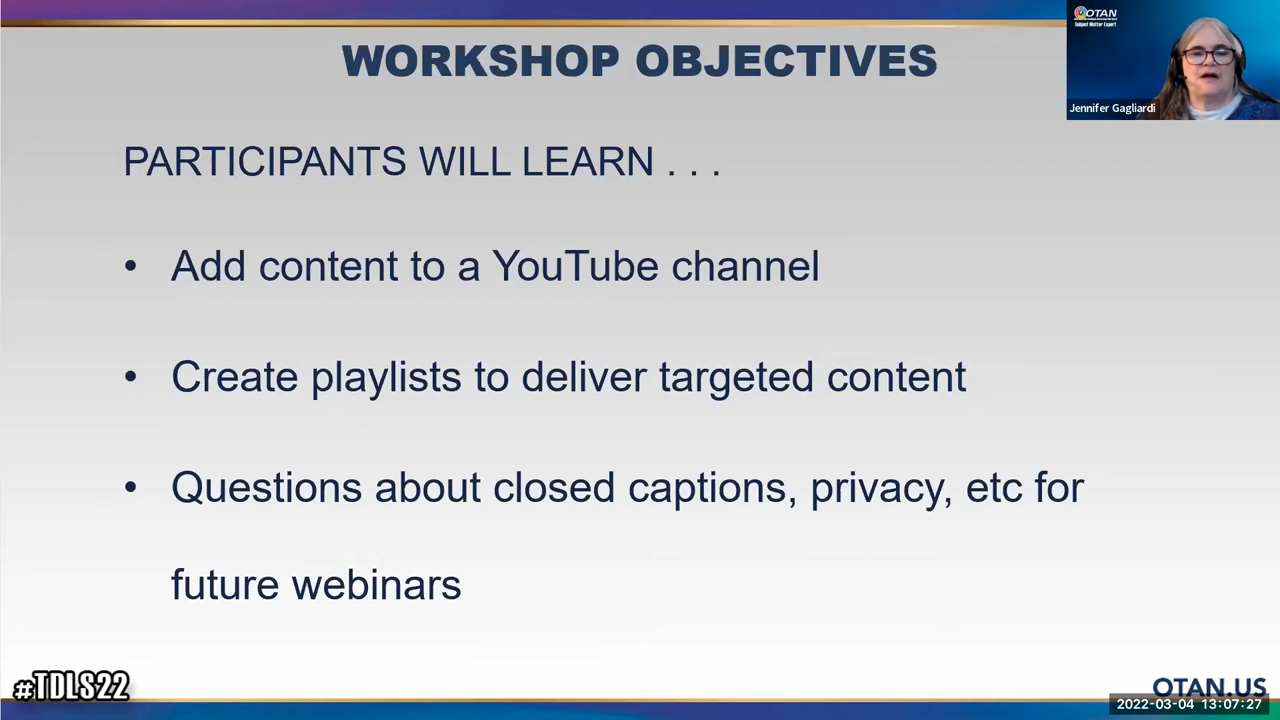 WORKSHOP OBJECTIVES
OTAN
Subject Matter Expert
Jennifer Gagliardi
PARTICIPANTS WILL LEARN . . .
• Add content to a YouTube channel
• Create playlists to deliver targeted content
• Questions about closed captions, privacy, etc for
future webinars
#TDLS22
OTAN.US
2022-03-04 13:07:27